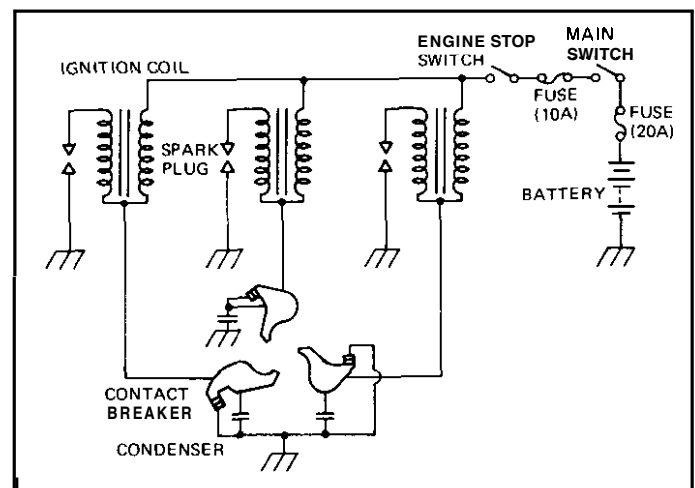 IGNITION COIL
ENGINE STOP
SWITCH
MAIN
SWITCH
FUSE
(10A)
FUSE
(20A)
SPARK
PLUG
BATTERY
CONTACT
BREAKER
CONDENSER